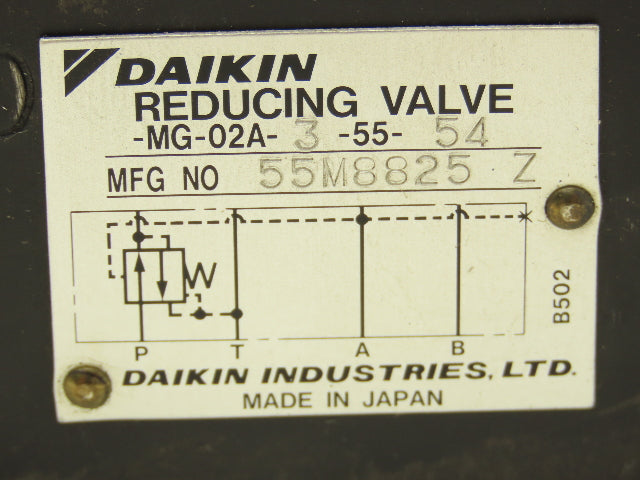 DAIKIN
REDUCING VALVE
-MG-02A- 3 -55- 54
MFG NO 55M8825 Z
B502
P T A B
DAIKIN INDUSTRIES, LTD.
MADE IN JAPAN